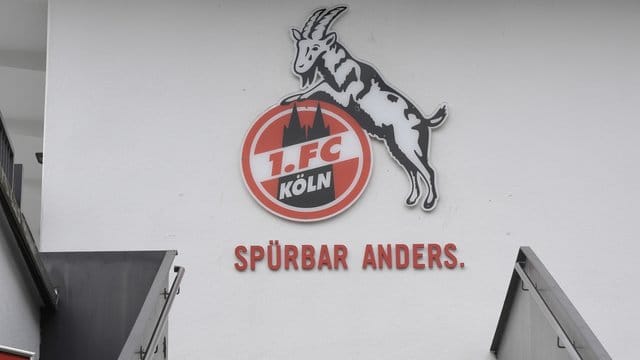 1. FC
KÖLN
SPÜRBAR ANDERS.